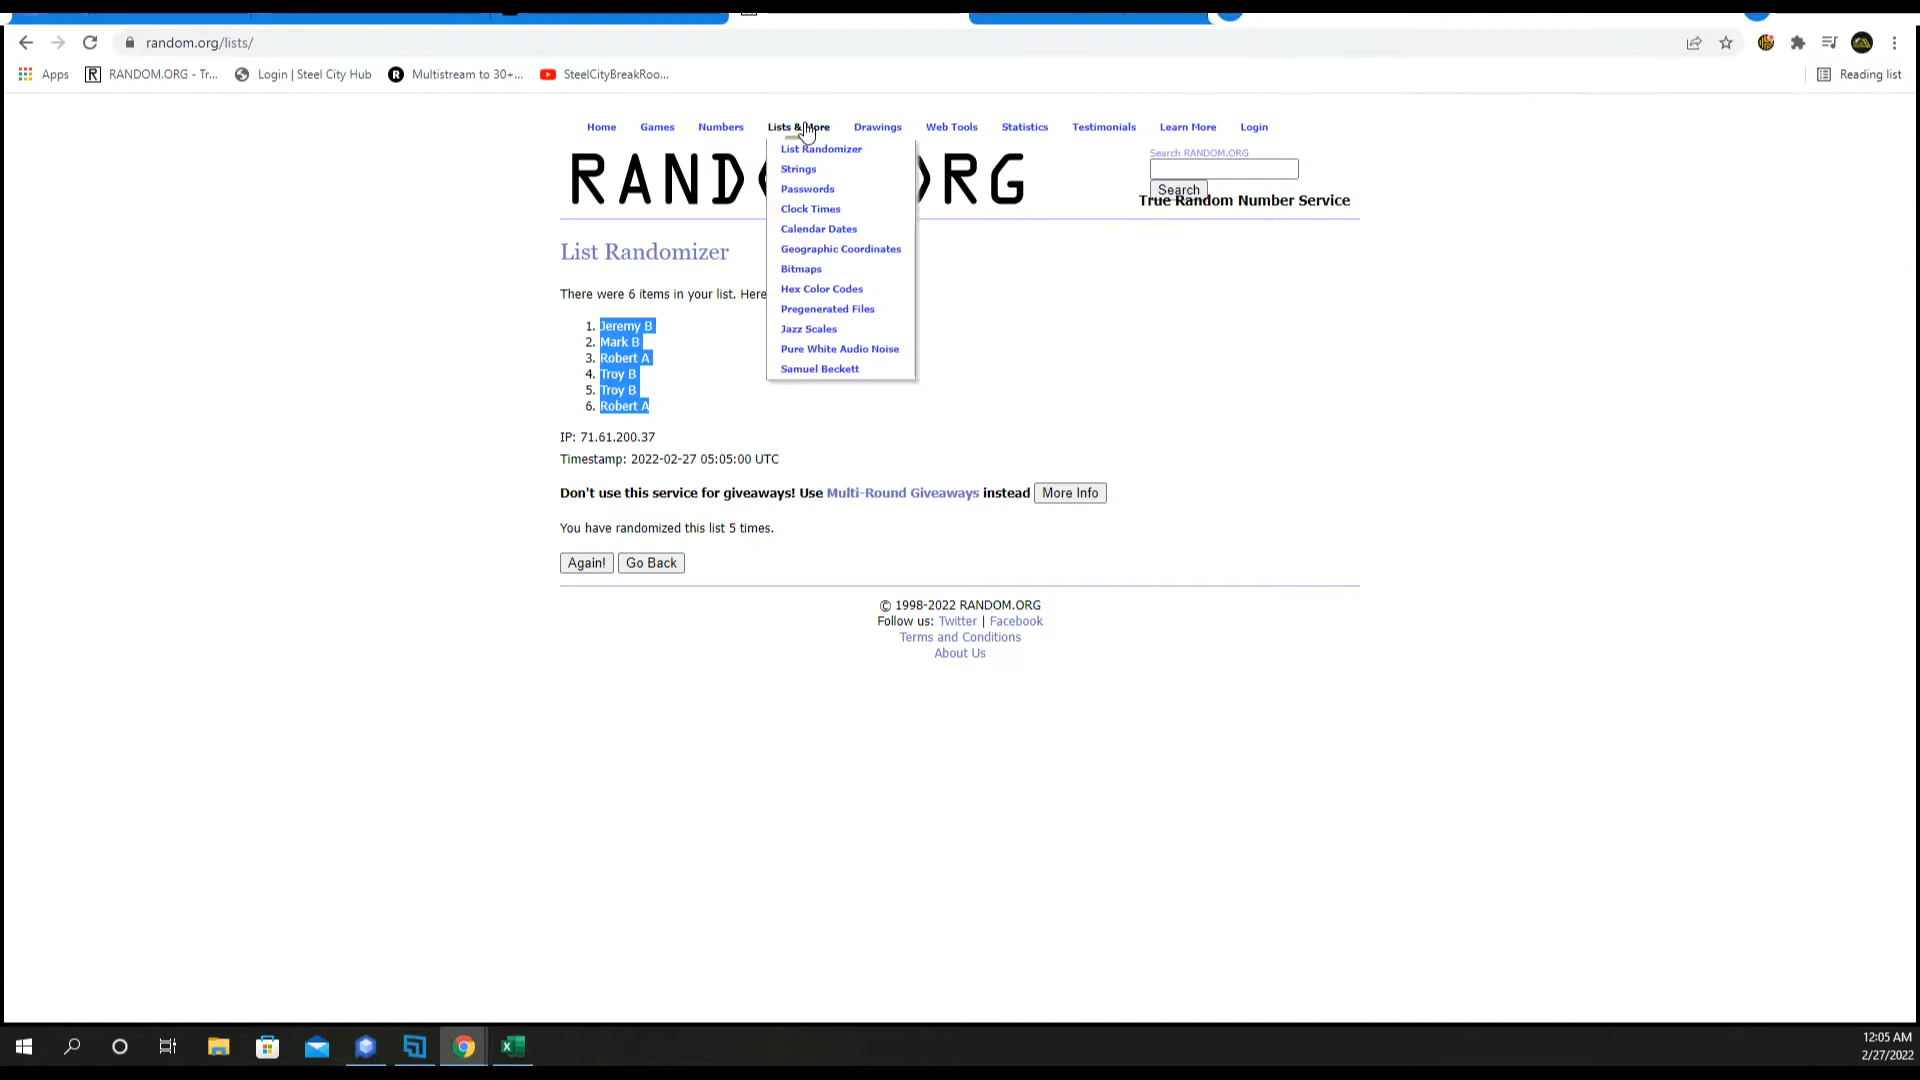 random.org/lists/
Apps RANDOM.ORG - Tr... Login | Steel City Hub Multistream to 30+... SteelCityBreakRoo... Reading list
Home Games Numbers Lists & More Drawings Web Tools Statistics Testimonials Learn More Login
List Randomizer
Strings
Passwords
Clock Times
Calendar Dates
Geographic Coordinates
Bitmaps
Hex Color Codes
Pregenerated Files
Jazz Scales
Pure White Audio Noise
Samuel Beckett
RAND RG
Search RANDOM.ORG
Search
True Random Number Service
List Randomizer
There were 6 items in your list. Here
1. Jeremy B
2. Mark B
3. Robert A
4. Troy B
5. Troy B
6. Robert A
IP: 71.61.200.37
Timestamp: 2022-02-27 05:05:00 UTC
Don't use this service for giveaways! Use Multi-Round Giveaways instead More Info
You have randomized this list 5 times.
Again! Go Back
© 1998-2022 RANDOM.ORG
Follow us: Twitter | Facebook
Terms and Conditions
About Us
12:05 AM
2/27/2022